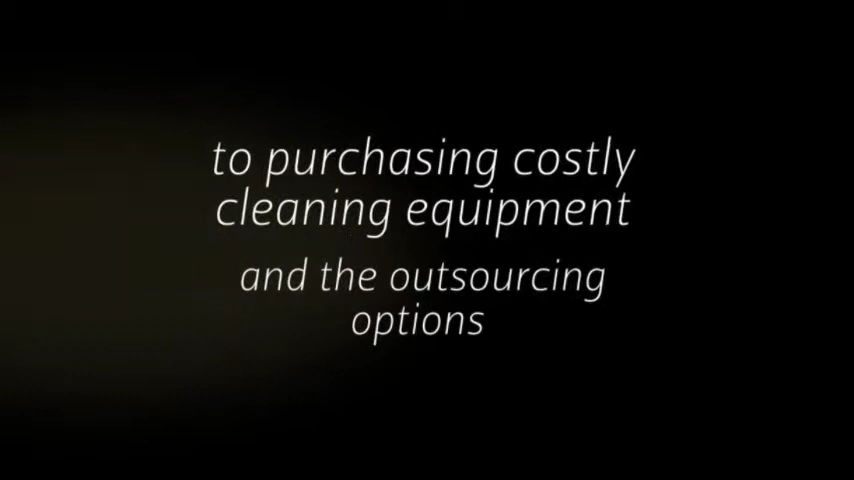 to purchasing costly
cleaning equipment
and the outsourcing
options